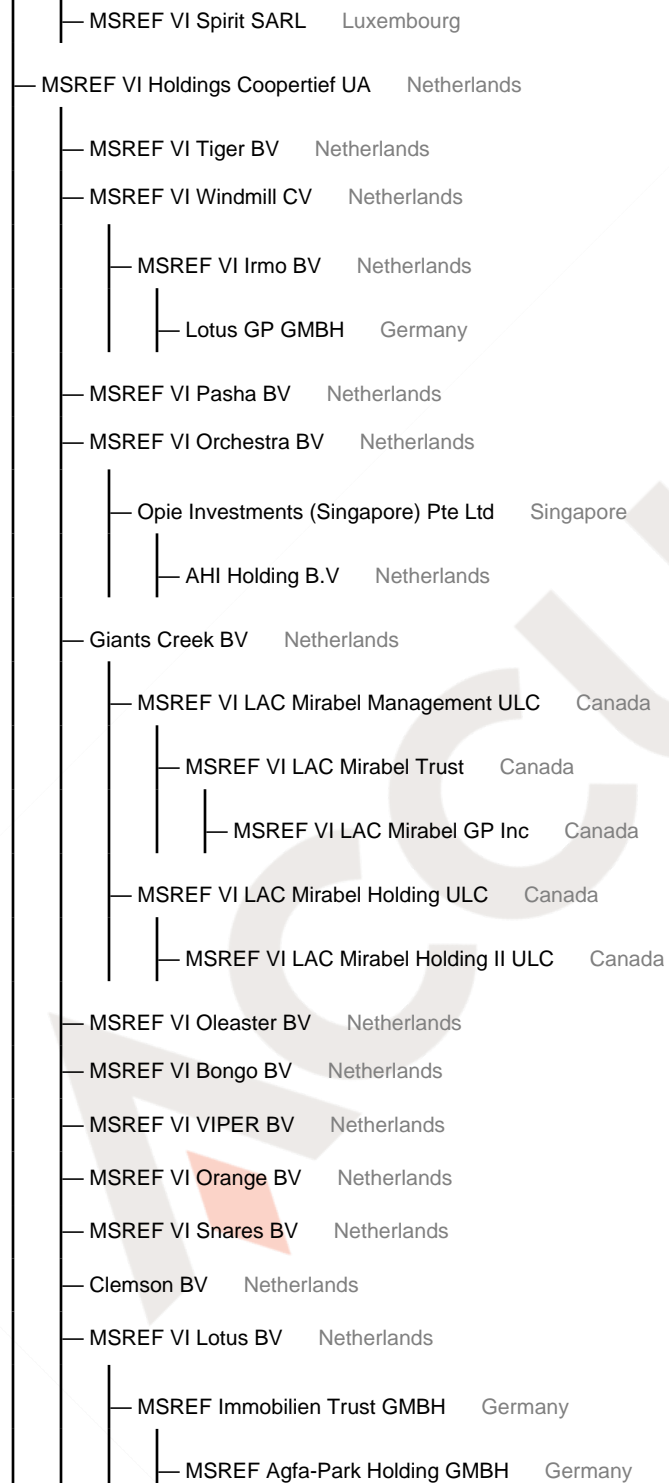 MSREF VI Spirit SARL Luxembourg
MSREF VI Holdings Coopertief UA Netherlands
MSREF VI Tiger BV Netherlands
MSREF VI Windmill CV Netherlands
MSREF VI Irmo BV Netherlands
Lotus GP GMBH Germany
MSREF VI Pasha BV Netherlands
MSREF VI Orchestra BV Netherlands
Opie Investments (Singapore) Pte Ltd Singapore
AHI Holding B.V Netherlands
Giants Creek BV Netherlands
MSREF VI LAC Mirabel Management ULC Canada
MSREF VI LAC Mirabel Trust Canada
MSREF VI LAC Mirabel GP Inc Canada
MSREF VI LAC Mirabel Holding ULC Canada
MSREF VI LAC Mirabel Holding II ULC Canada
MSREF VI Oleaster BV Netherlands
MSREF VI Bongo BV Netherlands
MSREF VI VIPER BV Netherlands
MSREF VI Orange BV Netherlands
MSREF VI Snares BV Netherlands
Clemson BV Netherlands
MSREF VI Lotus BV Netherlands
MSREF Immobilien Trust GMBH Germany
MSREF Agfa-Park Holding GMBH Germany